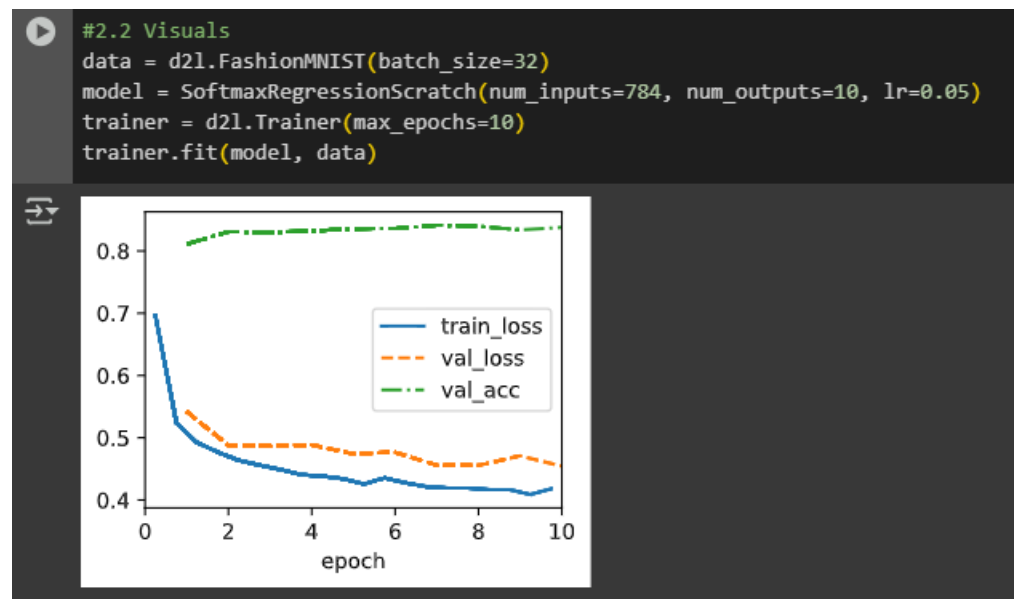 #2.2 Visuals
data = d2l.FashionMNIST(batch_size=32)
model = SoftmaxRegressionScratch(num_inputs=784, num_outputs=10, lr=0.05)
trainer = d2l.Trainer(max_epochs=10)
trainer.fit(model, data)
0.8
0.7
0.6
0.5
0.4
train_loss
val_loss
val_acc
0 2 4 6 8 10
epoch